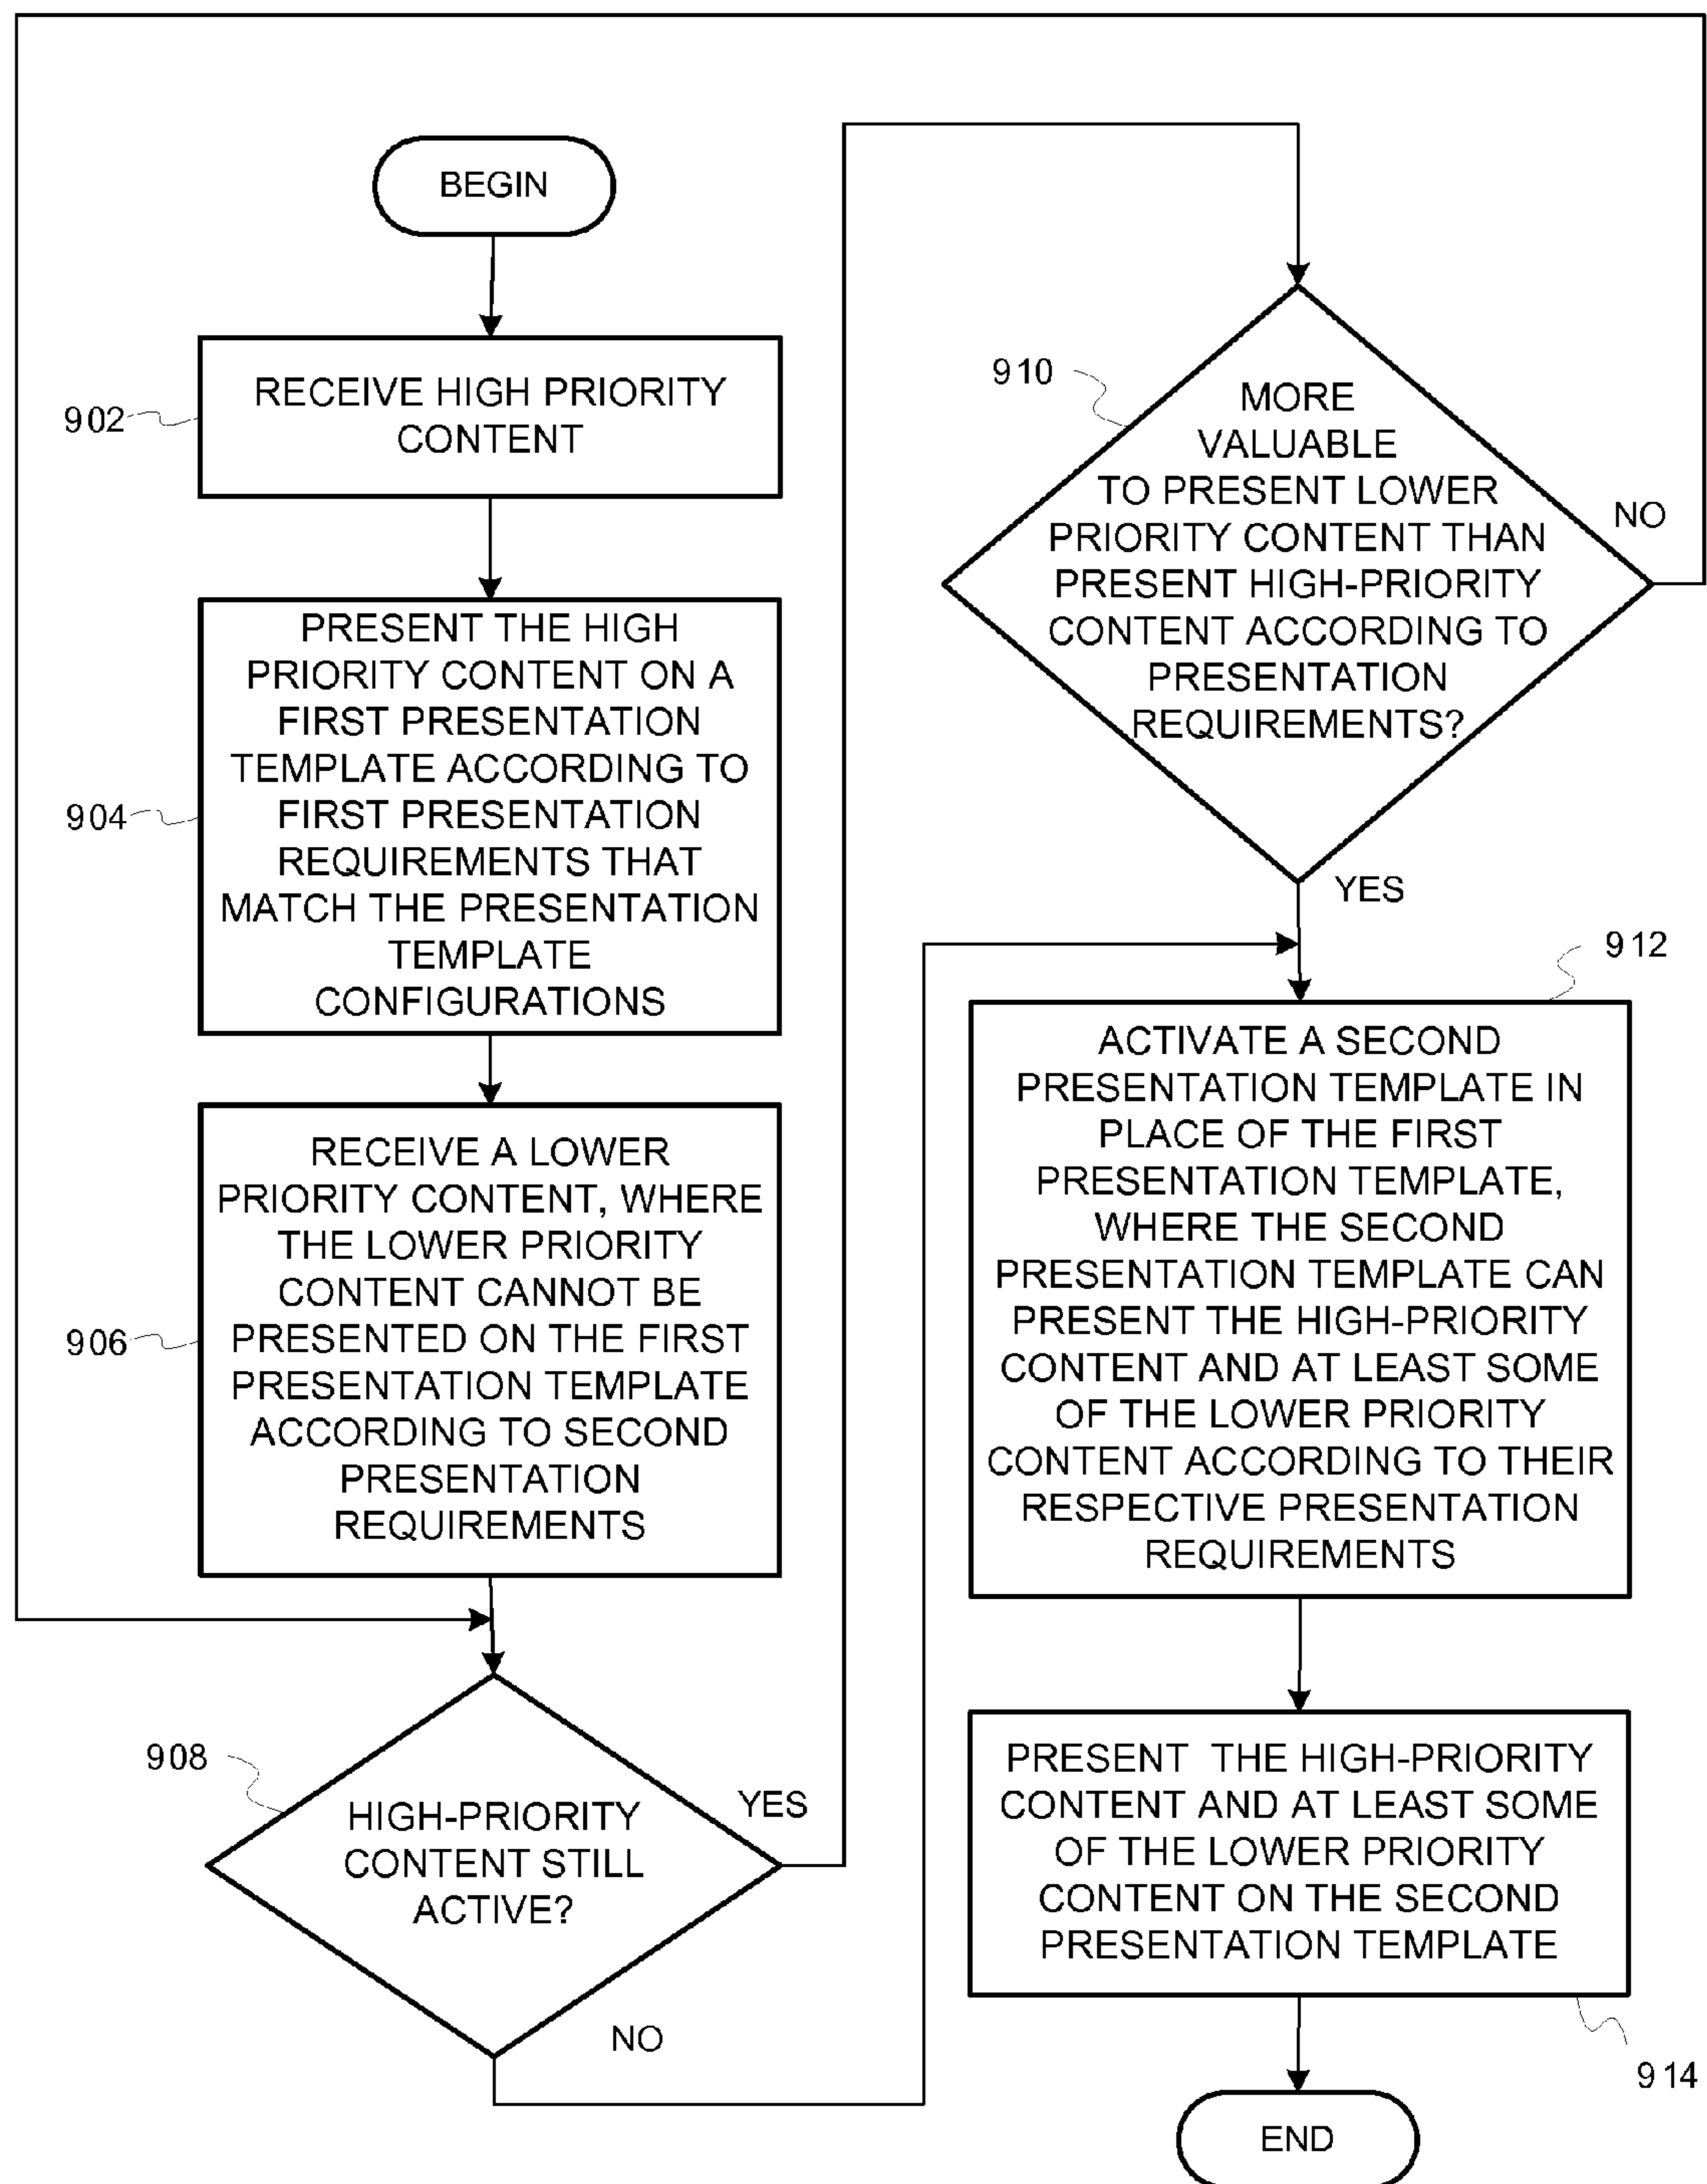 BEGIN
902
RECEIVE HIGH PRIORITY
CONTENT
904
PRESENT THE HIGH
PRIORITY CONTENT ON A
FIRST PRESENTATION
TEMPLATE ACCORDING TO
FIRST PRESENTATION
REQUIREMENTS THAT
MATCH THE PRESENTATION
TEMPLATE
CONFIGURATIONS
906
RECEIVE A LOWER
PRIORITY CONTENT, WHERE
THE LOWER PRIORITY
CONTENT CANNOT BE
PRESENTED ON THE FIRST
PRESENTATION TEMPLATE
ACCORDING TO SECOND
PRESENTATION
REQUIREMENTS
908
HIGH-PRIORITY
CONTENT STILL
ACTIVE?
YES
NO
910
MORE
VALUABLE
TO PRESENT LOWER
PRIORITY CONTENT THAN
PRESENT HIGH-PRIORITY
CONTENT ACCORDING TO
PRESENTATION
REQUIREMENTS?
NO
YES
912
ACTIVATE A SECOND
PRESENTATION TEMPLATE IN
PLACE OF THE FIRST
PRESENTATION TEMPLATE,
WHERE THE SECOND
PRESENTATION TEMPLATE CAN
PRESENT THE HIGH-PRIORITY
CONTENT AND AT LEAST SOME
OF THE LOWER PRIORITY
CONTENT ACCORDING TO THEIR
RESPECTIVE PRESENTATION
REQUIREMENTS
PRESENT THE HIGH-PRIORITY
CONTENT AND AT LEAST SOME
OF THE LOWER PRIORITY
CONTENT ON THE SECOND
PRESENTATION TEMPLATE
914
END